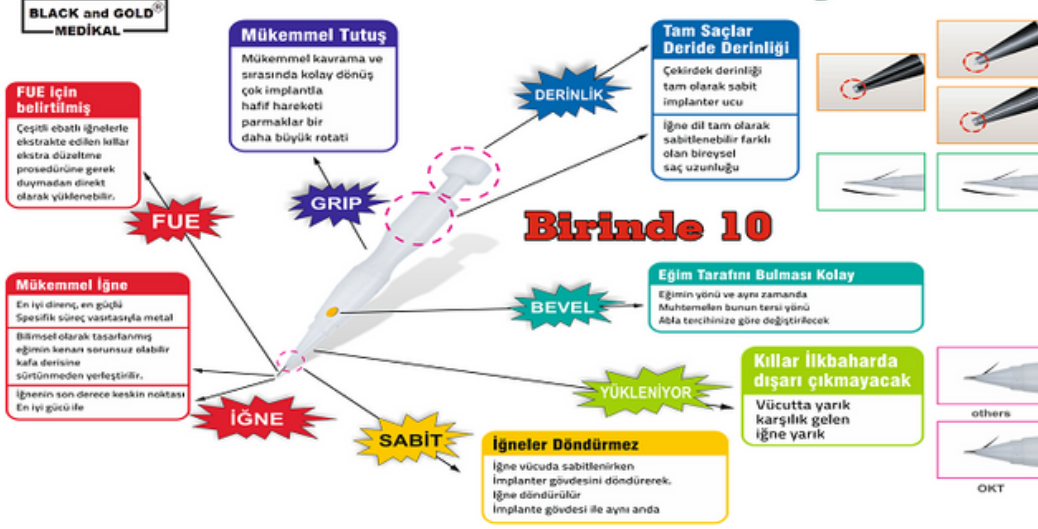 BLACK and GOLD®
MEDİKAL
FUE için
belirtilmiş
Çeşitli ebatlı iğnelerle
ekstrakte edilen kıllar
ekstra düzeltme
prosedürüne gerek
duymadan direkt
olarak yüklenebilir.
FUE
Mükemmel Tutuş
Mükemmel kavrama ve
sırasında kolay dönüş
çok implantla
hafif hareketi
parmaklar bir
daha büyük rotati
GRIP
DERİNLİK
Tam Saçlar
Deride Derinliği
Çekirdek derinliği
tam olarak sabit
implanter ucu
İğne dil tam olarak
sabitlenebilir farklı
olan bireysel
saç uzunluğu
Birinde 10
Mükemmel İğne
En iyi direnç, en güçlü
Spesifik süreç vasıtasıyla metal
Bilimsel olarak tasarlanmış
eğimin kenarı sorunsuz olabilir
kafa derisine
sürtünmeden yerleştirilir.
İğnenin son derece keskin noktası
En iyi gücü ile
İĞNE
BEVEL
Eğim Tarafını Bulması Kolay
Eğimin yönü ve aynı zamanda
Muhtemelen bunun tersi yönü
Abla tercihinize göre değiştirilecek
YÜKLENİYOR
Kıllar İlkbaharda
dışarı çıkmayacak
Vücutta yarık
karşılık gelen
iğne yarık
SABİT
İğneler Döndürmez
İğne vücuda sabitlenirken
İmplanter gövdesini döndürerek.
İğne döndürülür
İmplante gövdesi ile aynı anda
others
OKT